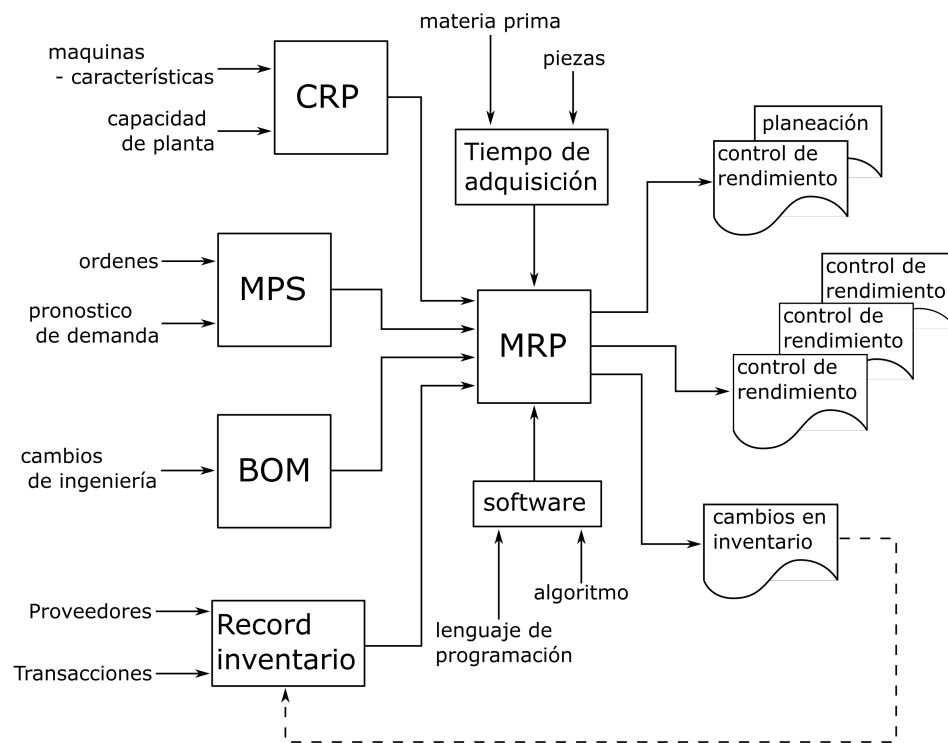 materia prima
piezas
maquinas
- características
capacidad
de planta
CRP
Tiempo de
adquisición
planeación
control de
rendimiento
ordenes
pronostico
de demanda
MPS
MRP
control de
rendimiento
control de
rendimiento
control de
rendimiento
cambios
de ingeniería
BOM
software
algoritmo
lenguaje de
programación
cambios en
inventario
Proveedores
Transacciones
Record
inventario